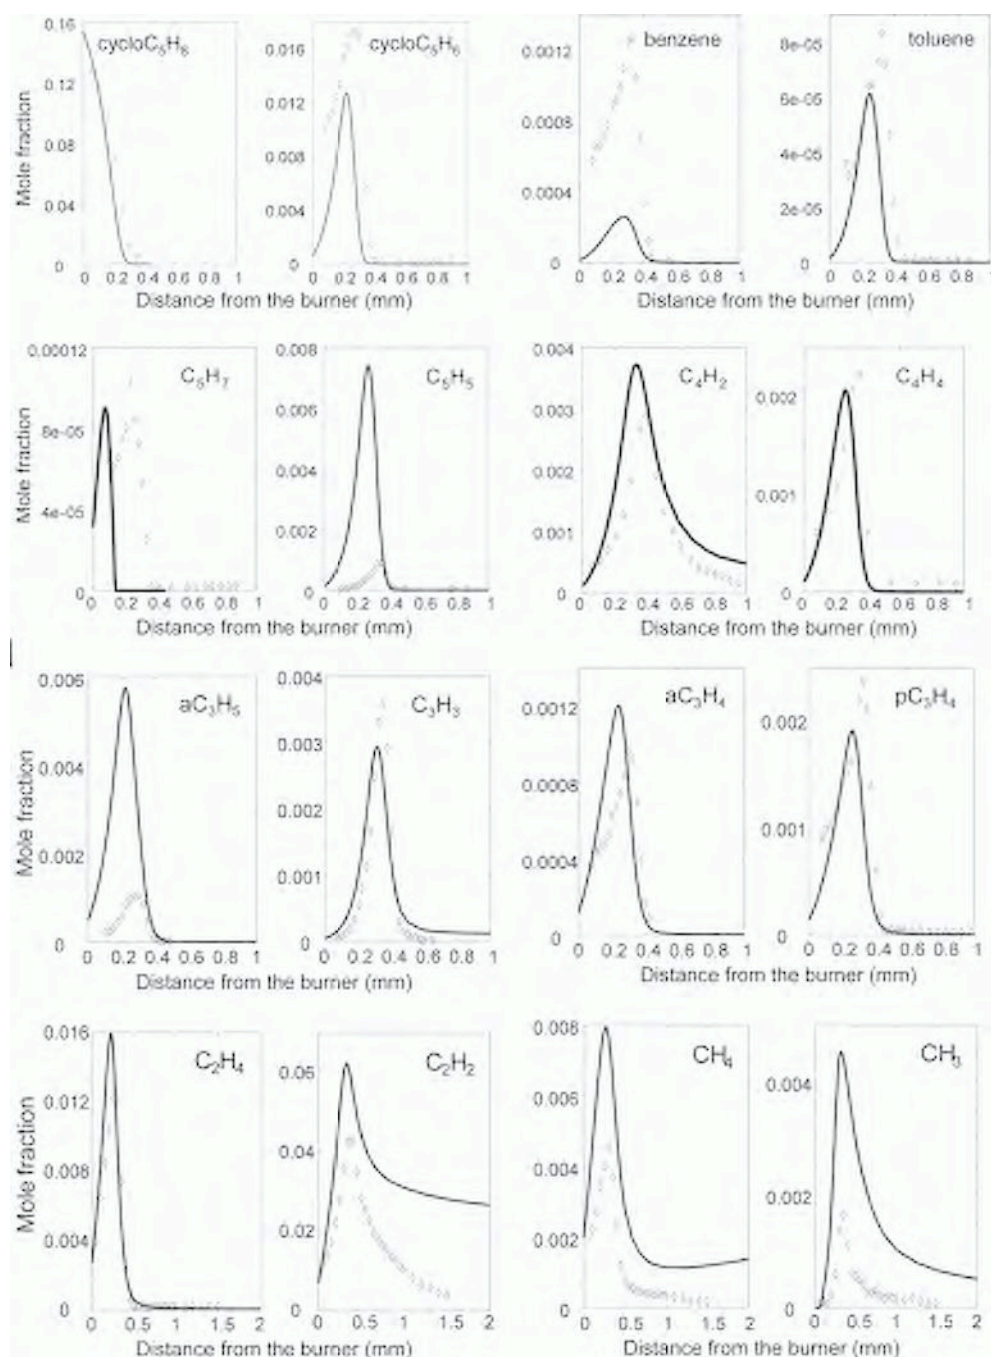 Mole fraction
0.16
0.12
0.08
0.04
0
cycloC₅H₈
0 0.2 0.4 0.6 0.8 1
0.016
0.012
0.008
0.004
0
cycloC₅H₆
0 0.2 0.4 0.6 0.8 1
Distance from the burner (mm)
0.0012
0.0008
0.0004
0
benzene
0 0.2 0.4 0.6 0.8 1
8e-05
6e-05
4e-05
2e-05
0
toluene
0 0.2 0.4 0.6 0.8 1
Distance from the burner (mm)
Mole fraction
0.00012
8e-05
4e-05
0
C₅H₇
0 0.2 0.4 0.6 0.8 1
0.008
0.006
0.004
0.002
0
C₅H₅
0 0.2 0.4 0.6 0.8 1
Distance from the burner (mm)
0.004
0.003
0.002
0.001
0
C₄H₂
0 0.2 0.4 0.6 0.8 1
0.002
0.001
0
C₄H₄
0 0.2 0.4 0.6 0.8 1
Distance from the burner (mm)
Mole fraction
0.006
0.004
0.002
0
aC₃H₅
0 0.2 0.4 0.6 0.8 1
0.004
0.003
0.002
0.001
0
C₃H₃
0 0.2 0.4 0.6 0.8 1
Distance from the burner (mm)
0.0012
0.0008
0.0004
0
aC₃H₄
0 0.2 0.4 0.6 0.8 1
0.002
0.001
0
pC₃H₄
0 0.2 0.4 0.6 0.8 1
Distance from the burner (mm)
Mole fraction
0.016
0.012
0.008
0.004
0
C₂H₄
0 0.5 1 1.5 2
0.06
0.04
0.02
0
C₂H₂
0 0.5 1 1.5 2
Distance from the burner (mm)
0.008
0.006
0.004
0.002
0
CH₄
0 0.5 1 1.5 2
0.004
0.002
0
CH₃
0 0.5 1 1.5 2
Distance from the burner (mm)